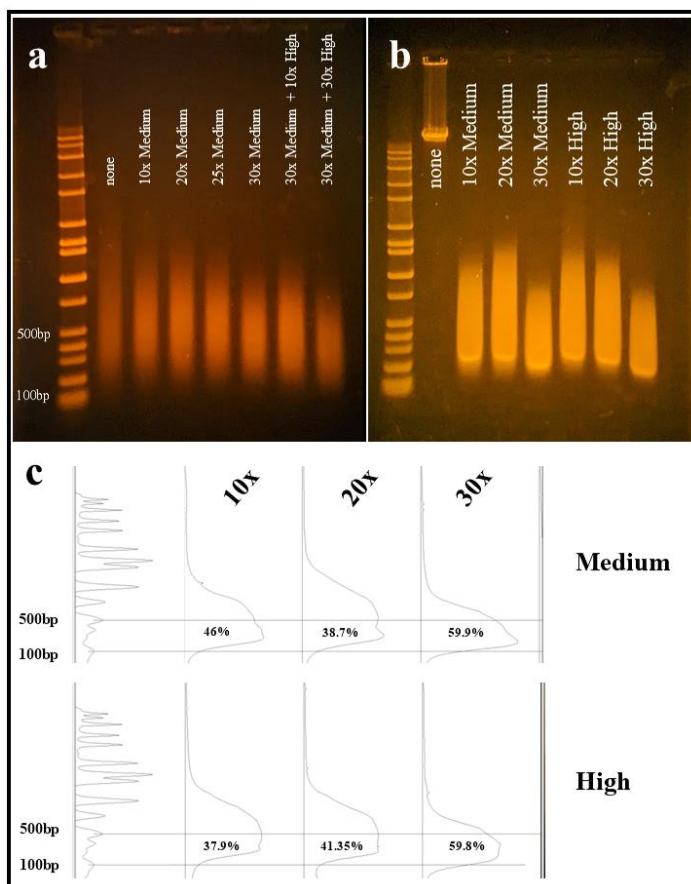 a
none
10x Medium
20x Medium
25x Medium
30x Medium
30x Medium + 10x High
30x Medium + 30x High
500bp
100bp
b
none
10x Medium
20x Medium
30x Medium
10x High
20x High
30x High
c
10x
20x
30x
Medium
500bp
46%
38.7%
59.9%
100bp
High
500bp
37.9%
41.35%
59.8%
100bp